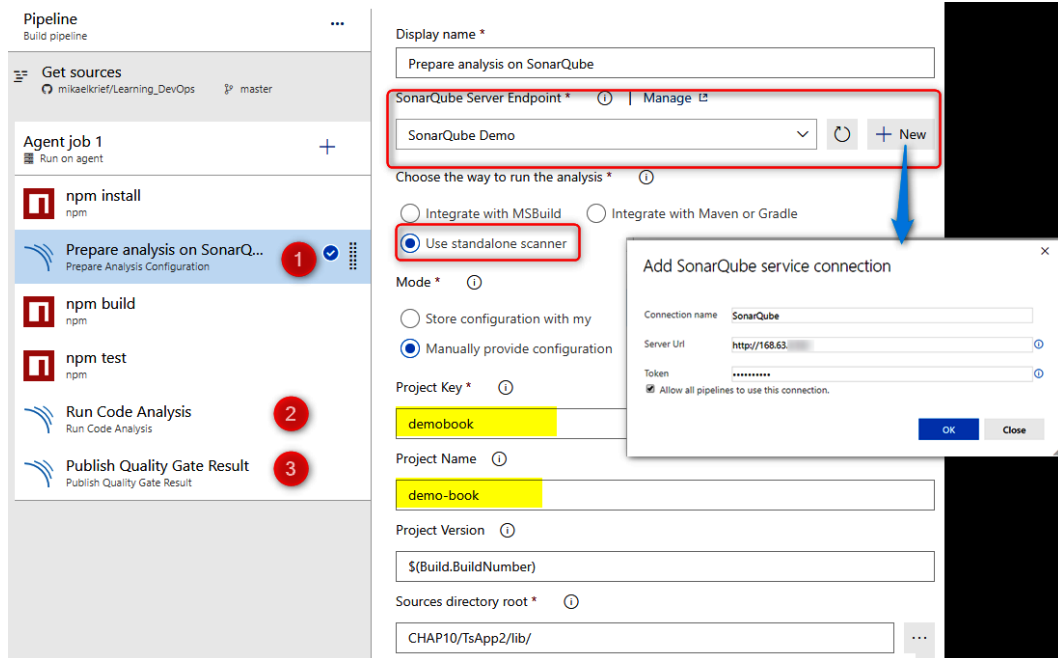 Pipeline
...
Build pipeline
Get sources
mikaelkrief/Learning_DevOps
master
Agent job 1
+
Run on agent
npm install
npm
Prepare analysis on SonarQ...
Prepare Analysis Configuration
1
npm build
npm
npm test
npm
Run Code Analysis
Run Code Analysis
2
Publish Quality Gate Result
Publish Quality Gate Result
3
Display name *
Prepare analysis on SonarQube
SonarQube Server Endpoint * | Manage
SonarQube Demo
+ New
Choose the way to run the analysis *
Integrate with MSBuild
Integrate with Maven or Gradle
Use standalone scanner
Mode *
Store configuration with my
Manually provide configuration
Project Key *
demobook
Project Name
demo-book
Project Version
$(Build.BuildNumber)
Sources directory root *
CHAP10/TsApp2/lib/
...
Add SonarQube service connection
Connection name
SonarQube
Server Url
http://168.63.
Token
••••••••••
Allow all pipelines to use this connection.
OK
Close